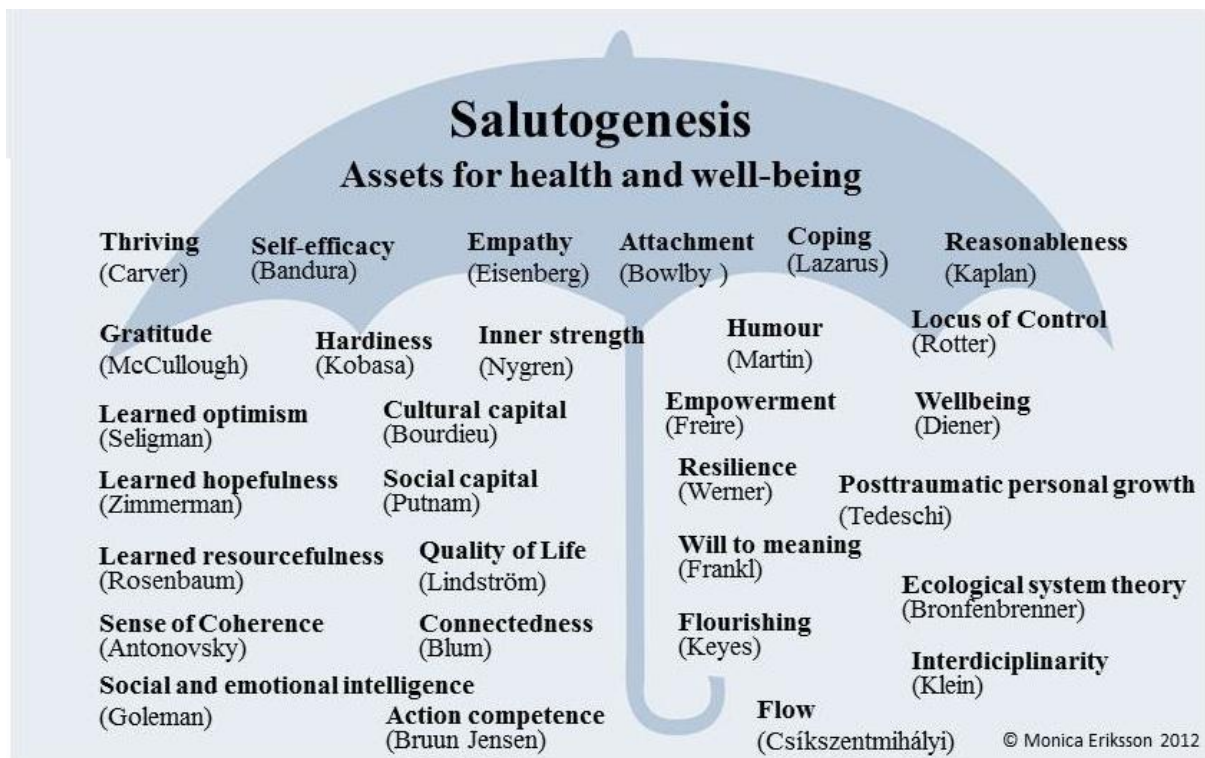 Salutogenesis
Assets for health and well-being
Thriving
(Carver)
Self-efficacy
(Bandura)
Empathy
(Eisenberg)
Attachment
(Bowlby )
Coping
(Lazarus)
Reasonableness
(Kaplan)
Gratitude
(McCullough)
Hardiness
(Kobasa)
Inner strength
(Nygren)
Humour
(Martin)
Locus of Control
(Rotter)
Learned optimism
(Seligman)
Cultural capital
(Bourdieu)
Empowerment
(Freire)
Wellbeing
(Diener)
Learned hopefulness
(Zimmerman)
Social capital
(Putnam)
Resilience
(Werner)
Posttraumatic personal growth
(Tedeschi)
Learned resourcefulness
(Rosenbaum)
Quality of Life
(Lindström)
Will to meaning
(Frankl)
Ecological system theory
(Bronfenbrenner)
Sense of Coherence
(Antonovsky)
Connectedness
(Blum)
Flourishing
(Keyes)
Interdiciplinarity
(Klein)
Social and emotional intelligence
(Goleman)
Action competence
(Bruun Jensen)
Flow
(Csíkszentmihályi)
© Monica Eriksson 2012